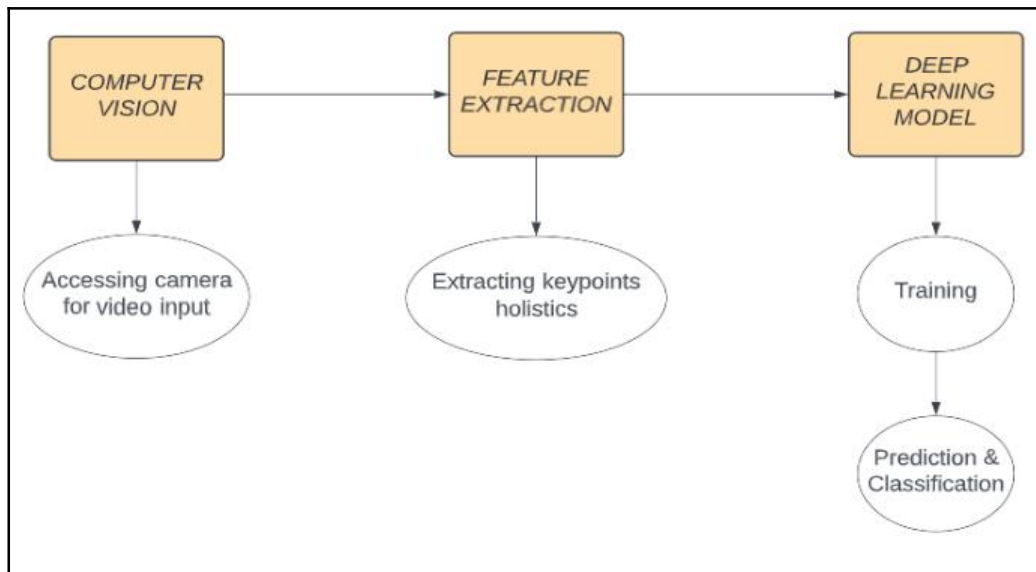 COMPUTER
VISION
FEATURE
EXTRACTION
DEEP
LEARNING
MODEL
Accessing camera
for video input
Extracting keypoints
holistics
Training
Prediction &
Classification